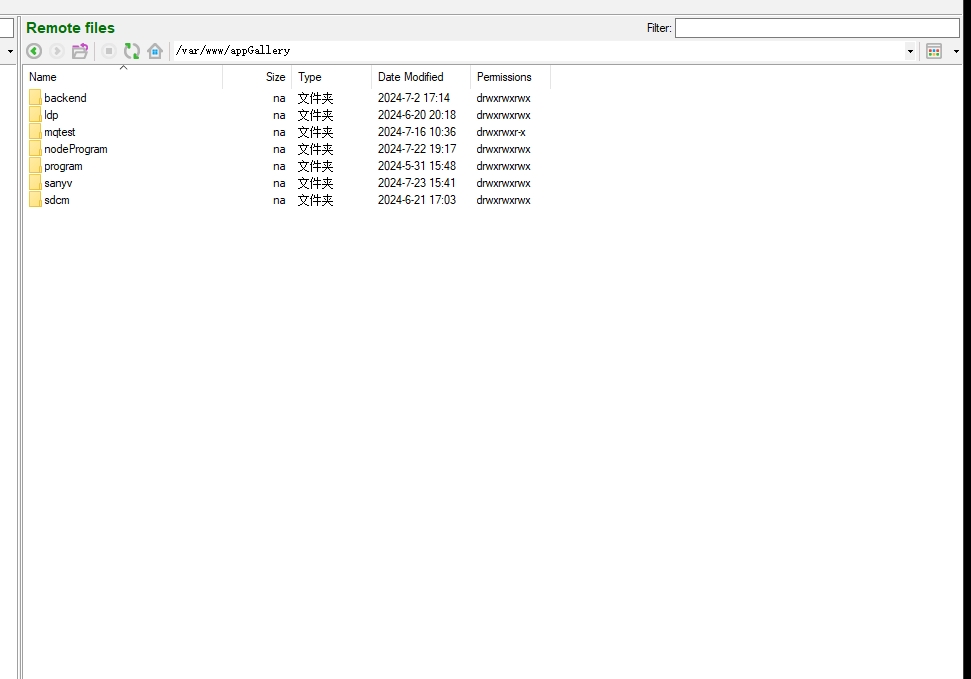 Remote files
Filter:
/var/www/appGallery
Name Size Type Date Modified Permissions
backend na 文件夹 2024-7-2 17:14 drwxrwxrwx
ldp na 文件夹 2024-6-20 20:18 drwxrwxrwx
mqtest na 文件夹 2024-7-16 10:36 drwxrwxr-x
nodeProgram na 文件夹 2024-7-22 19:17 drwxrwxrwx
program na 文件夹 2024-5-31 15:48 drwxrwxrwx
sanyv na 文件夹 2024-7-23 15:41 drwxrwxrwx
sdcm na 文件夹 2024-6-21 17:03 drwxrwxrwx